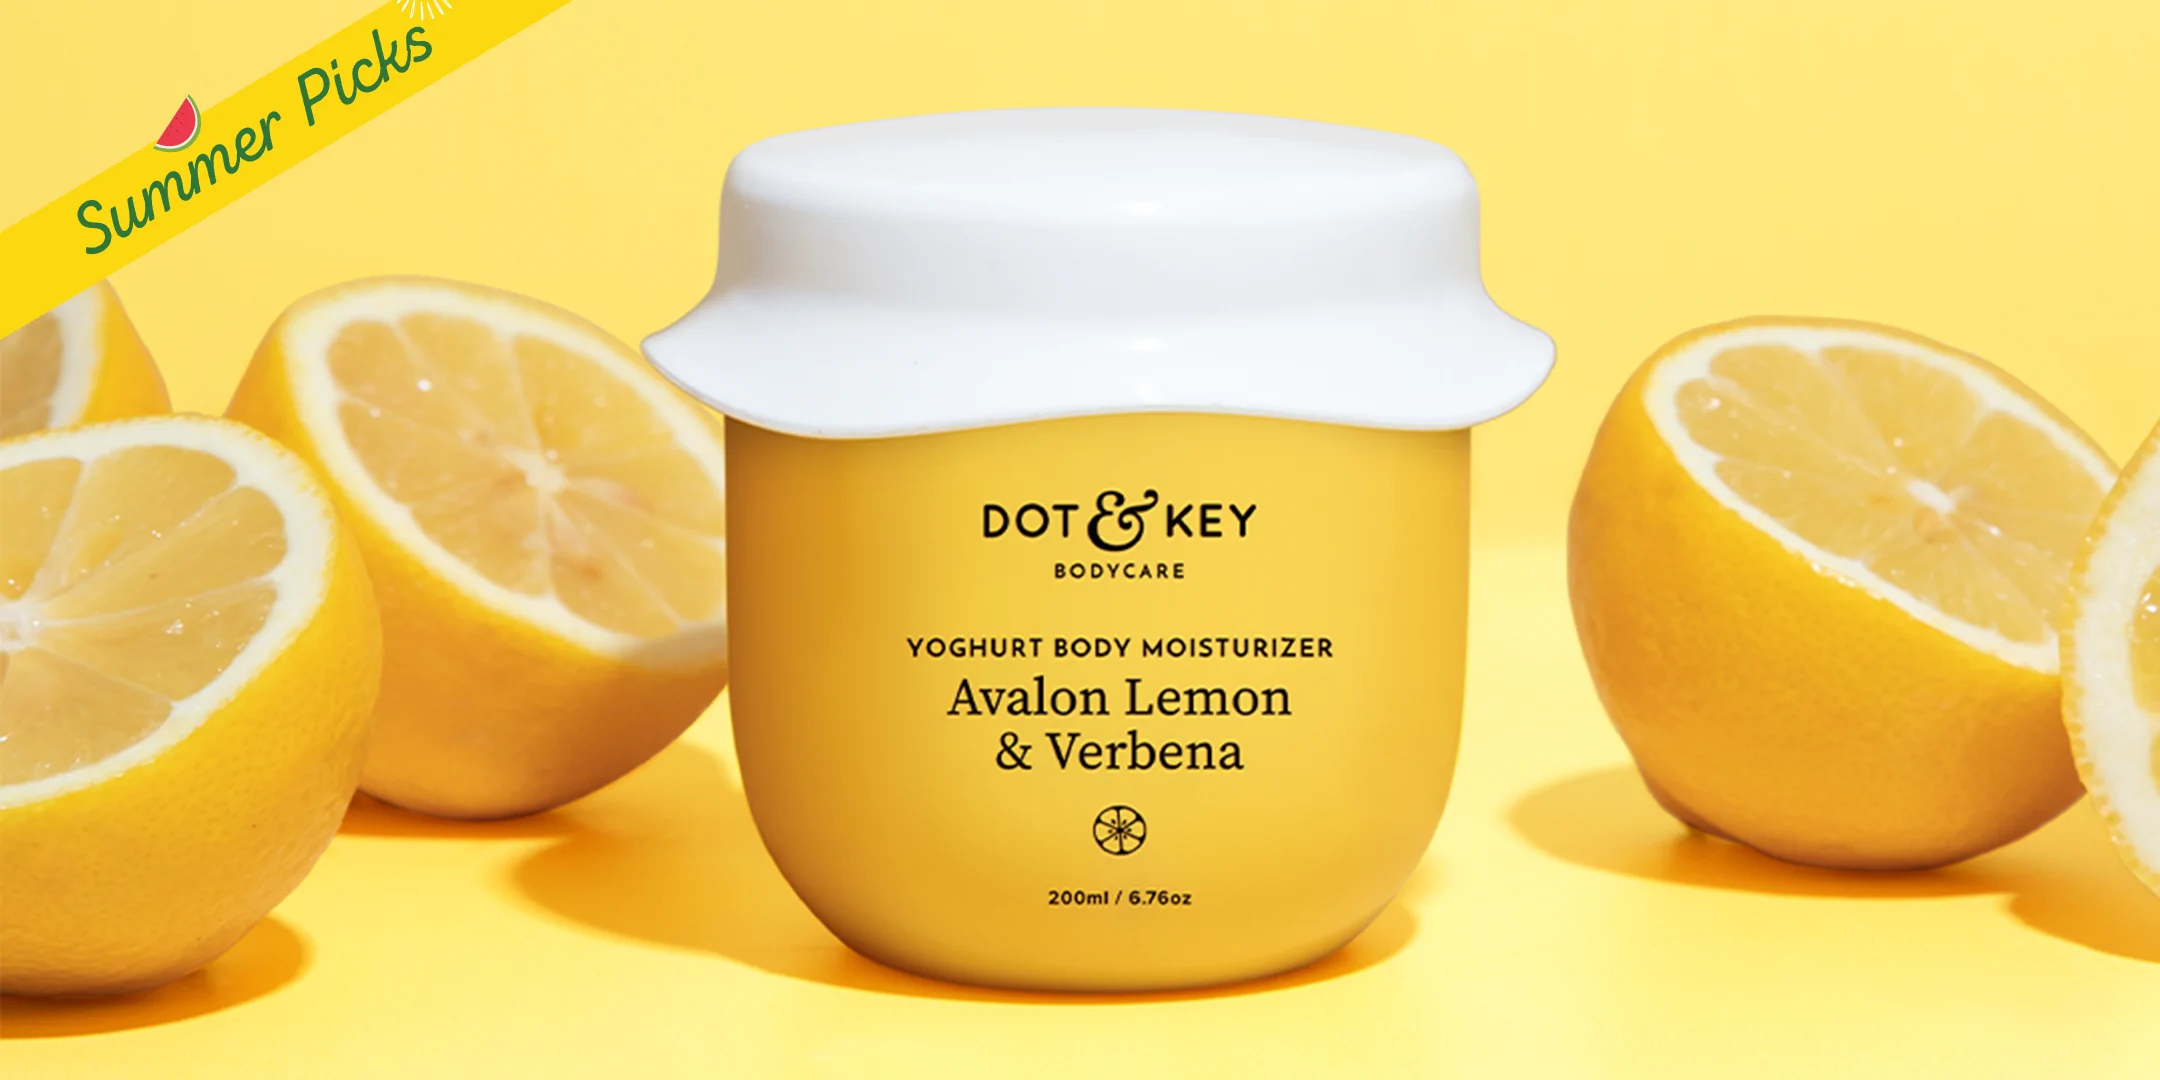 Summer Picks
DOT & KEY
BODYCARE
YOGHURT BODY MOISTURIZER
Avalon Lemon
& Verbena
200ml / 6.76oz